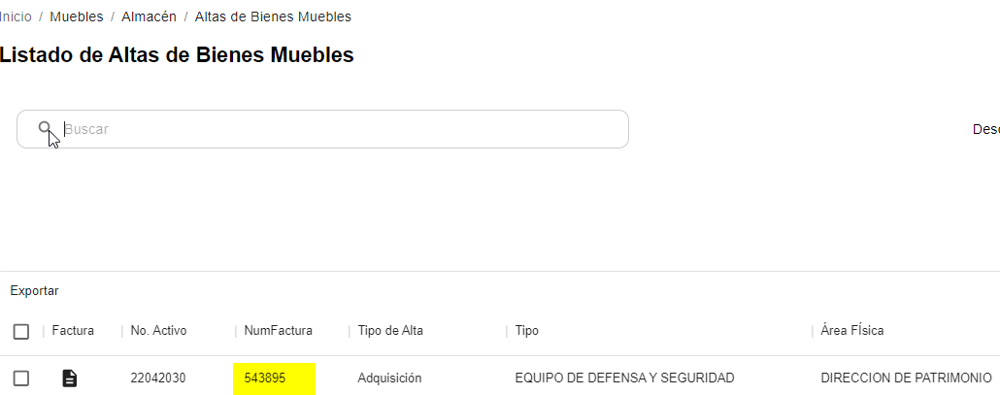 Inicio / Muebles / Almacén / Altas de Bienes Muebles
Listado de Altas de Bienes Muebles
Buscar
Exportar
Factura No. Activo NumFactura Tipo de Alta Tipo Área FÍsica
22042030 543895 Adquisición EQUIPO DE DEFENSA Y SEGURIDAD DIRECCION DE PATRIMONIO